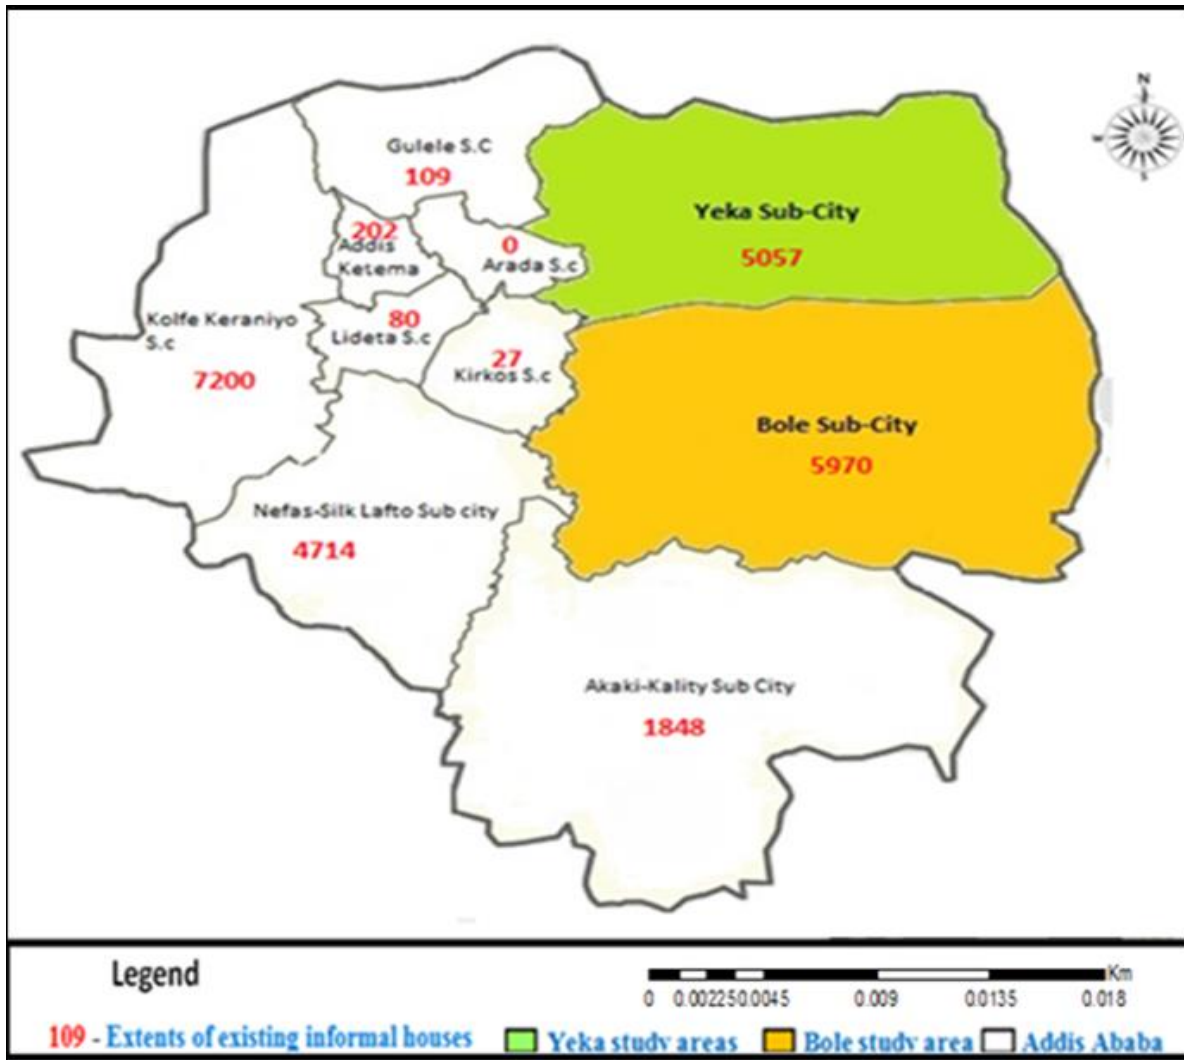 N
W
S
Gulele S.C
109
Yeka Sub-City
5057
202
Addis
Ketema
0
Arada S.c
Kolfe Keraniyo
S.c
7200
80
Lideta S.c
27
Kirkos S.c
Bole Sub-City
5970
Nefas-Silk Lafto Sub city
4714
Akaki-Kality Sub City
1848
Legend
Km
0 0.002250.0045 0.009 0.0135 0.018
109 - Extents of existing informal houses
Yeka study areas
Bole study area
Addis Ababa